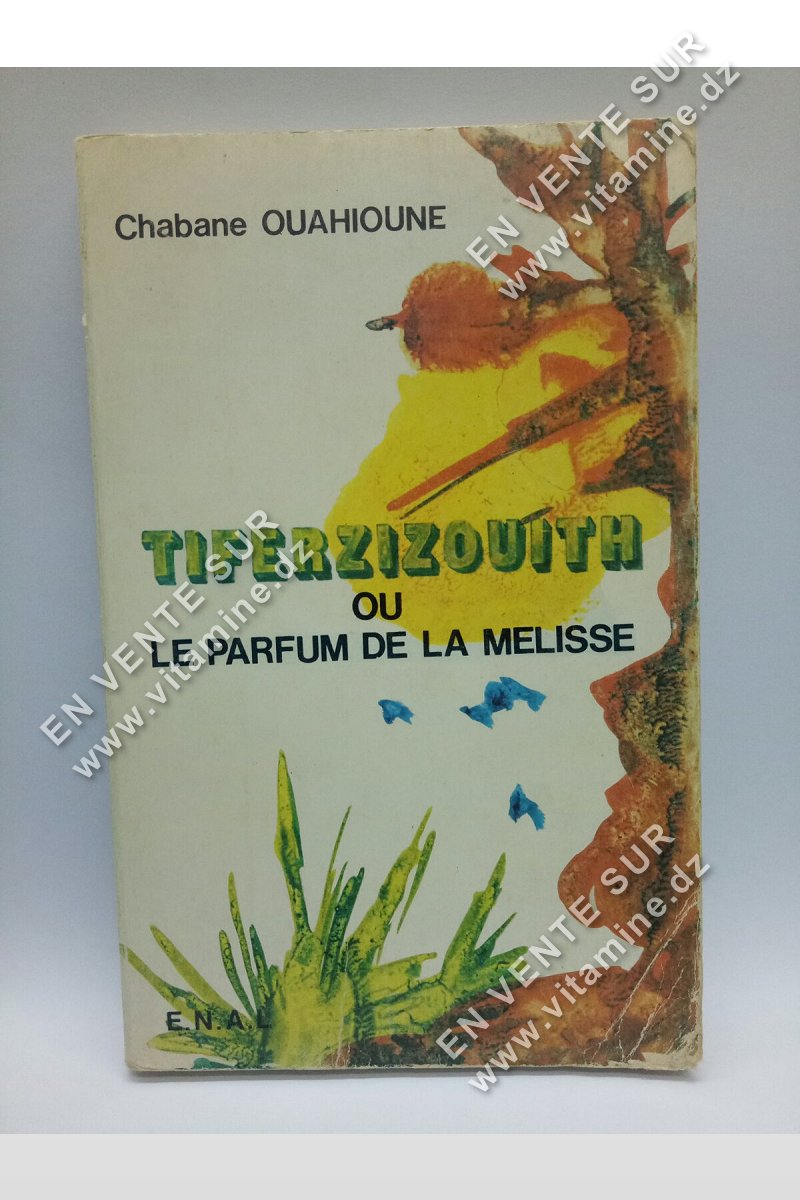 EN VENTE SUR
www.vitamine.dz
Chabane OUAHIOUNE
TIFERZIZOUITH
OU
LE PARFUM DE LA MELISSE
EN VENTE SUR
www.vitamine.dz
E.N.A.L
EN VENTE SUR
www.vitamine.dz